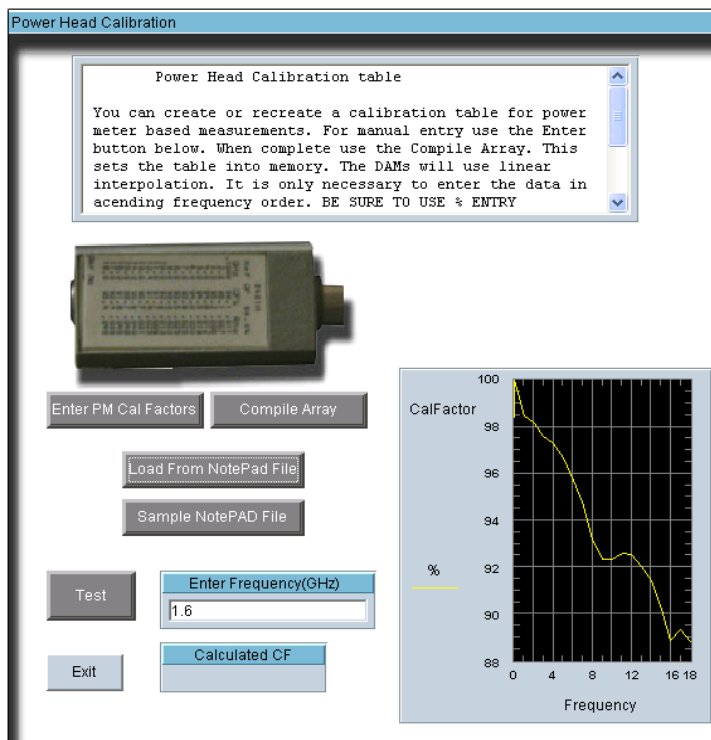 Power Head Calibration
Power Head Calibration table
You can create or recreate a calibration table for power
meter based measurements. For manual entry use the Enter
button below. When complete use the Compile Array. This
sets the table into memory. The DAMs will use linear
interpolation. It is only necessary to enter the data in
acending frequency order. BE SURE TO USE % ENTRY
Enter PM Cal Factors
Compile Array
Load From NotePad File
Sample NotePAD File
Test
Enter Frequency(GHz)
1.6
Exit
Calculated CF
CalFactor
%
100
98
96
94
92
90
88
0 4 8 12 16 18
Frequency